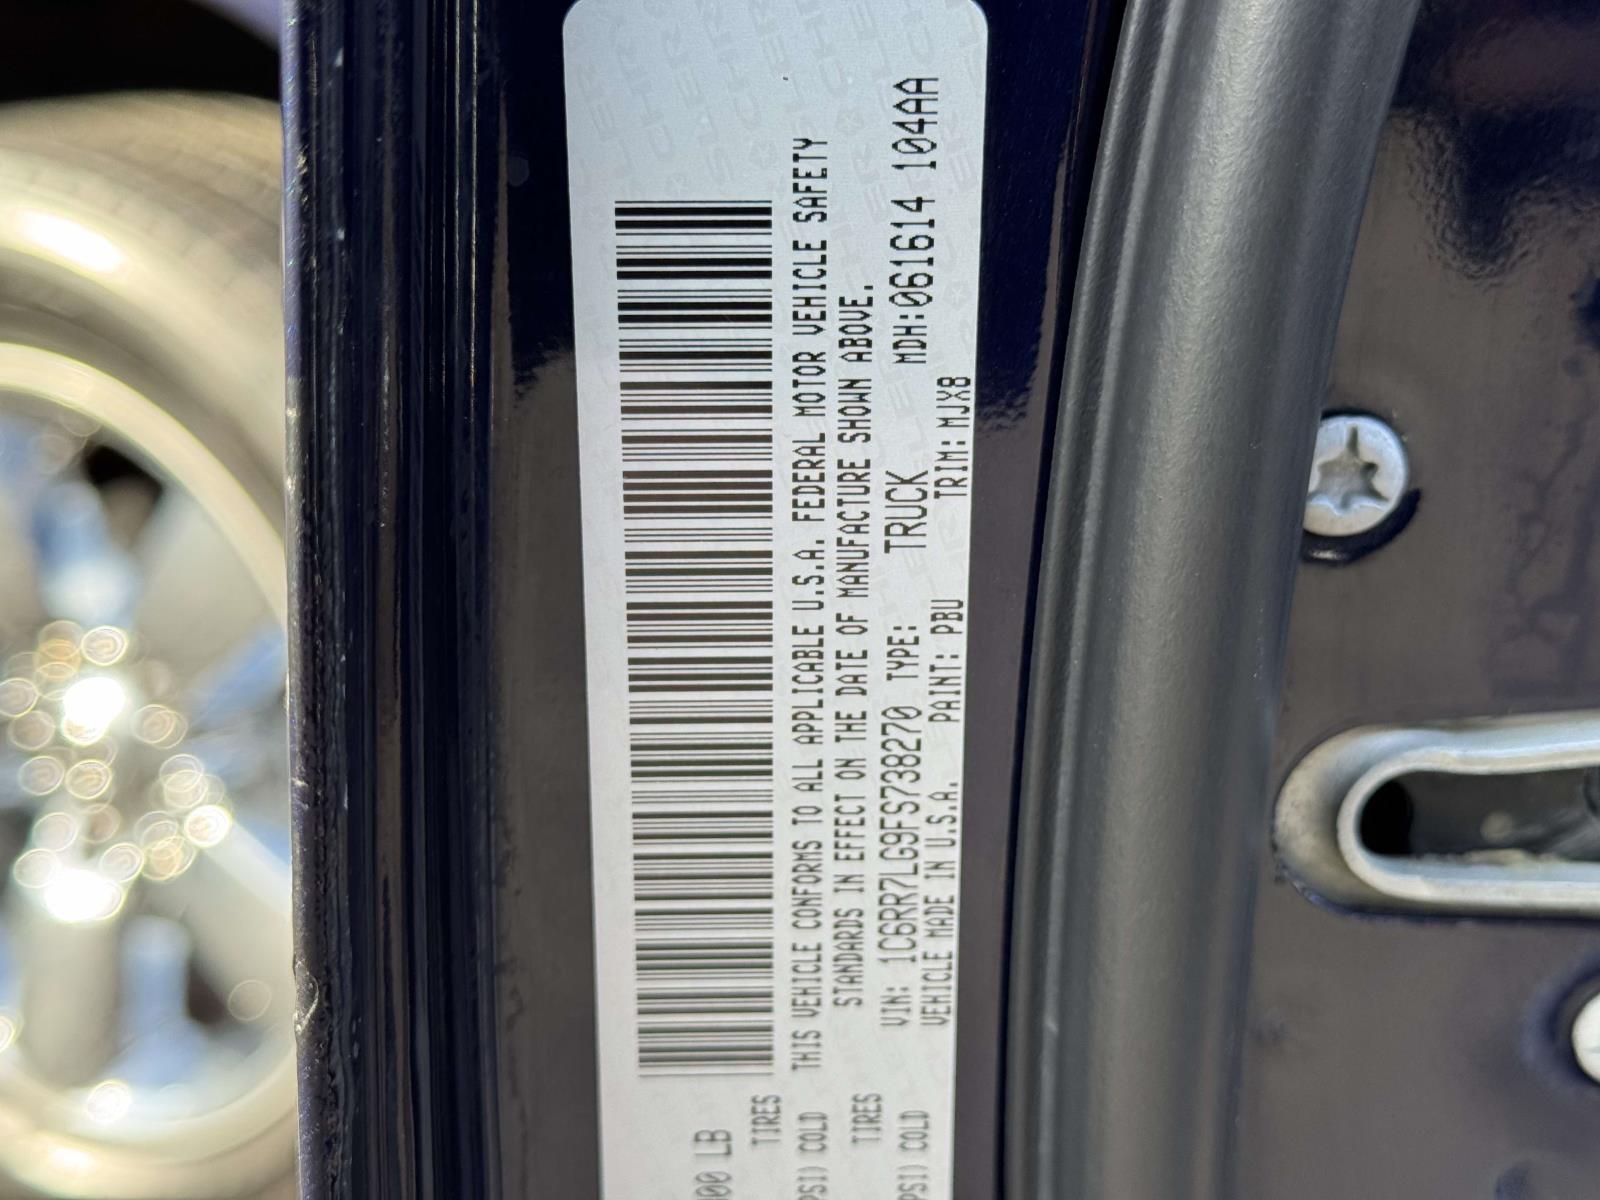 00 LB
TIRES
PSI) COLD
TIRES
PSI) COLD
THIS VEHICLE CONFORMS TO ALL APPLICABLE U.S.A. FEDERAL MOTOR VEHICLE SAFETY
STANDARDS IN EFFECT ON THE DATE OF MANUFACTURE SHOWN ABOVE.
VIN: 1C6RR7LG9FS738270 TYPE: TRUCK MDH:061614 104AA
VEHICLE MADE IN U.S.A. PAINT: PBU TRIM: MJX8